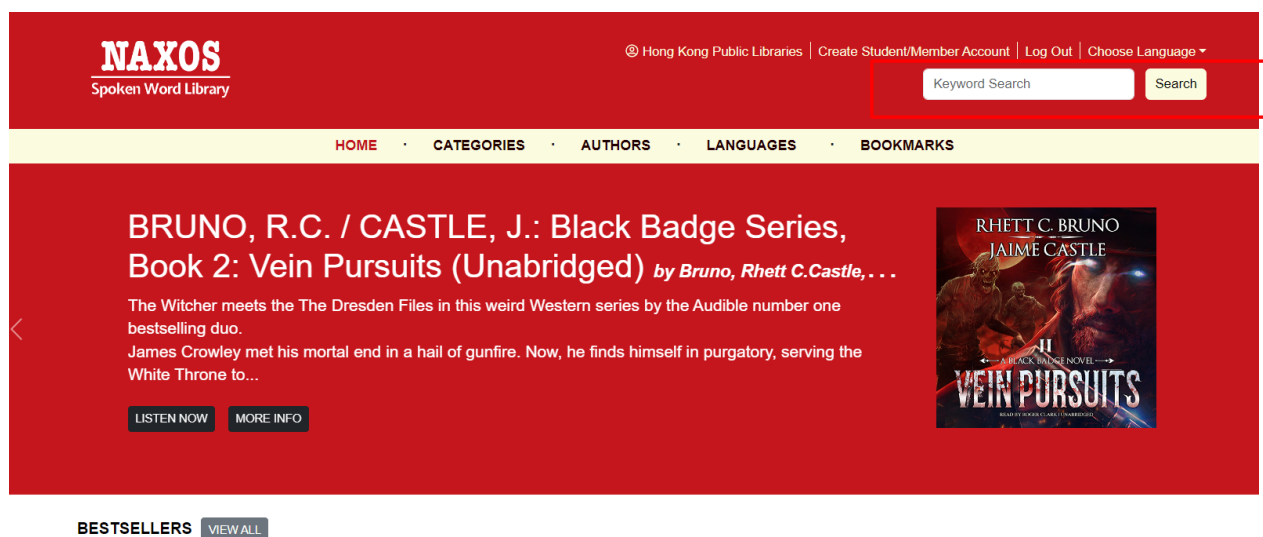 NAXOS
Spoken Word Library
Hong Kong Public Libraries | Create Student/Member Account | Log Out | Choose Language
Keyword Search
Search
HOME · CATEGORIES · AUTHORS · LANGUAGES · BOOKMARKS
BRUNO, R.C. / CASTLE, J.: Black Badge Series,
Book 2: Vein Pursuits (Unabridged) by Bruno, Rhett C.Castle,...
The Witcher meets the The Dresden Files in this weird Western series by the Audible number one
bestselling duo.
James Crowley met his mortal end in a hail of gunfire. Now, he finds himself in purgatory, serving the
White Throne to...
LISTEN NOW
MORE INFO
RHETT C. BRUNO
JAIME CASTLE
II
A BLACK BADGE NOVEL
VEIN PURSUITS
READ BY ROGER CLARK | UNABRIDGED
BESTSELLERS VIEW ALL